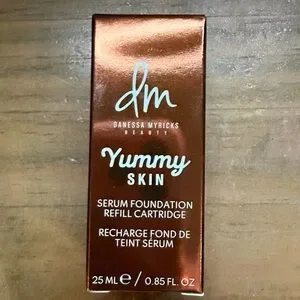 dm
DANESSA MYRICKS
BEAUTY
Yummy
SKIN
SERUM FOUNDATION
REFILL CARTRIDGE
RECHARGE FOND DE
TEINT SÉRUM
25 ML e / 0.85 FL. OZ